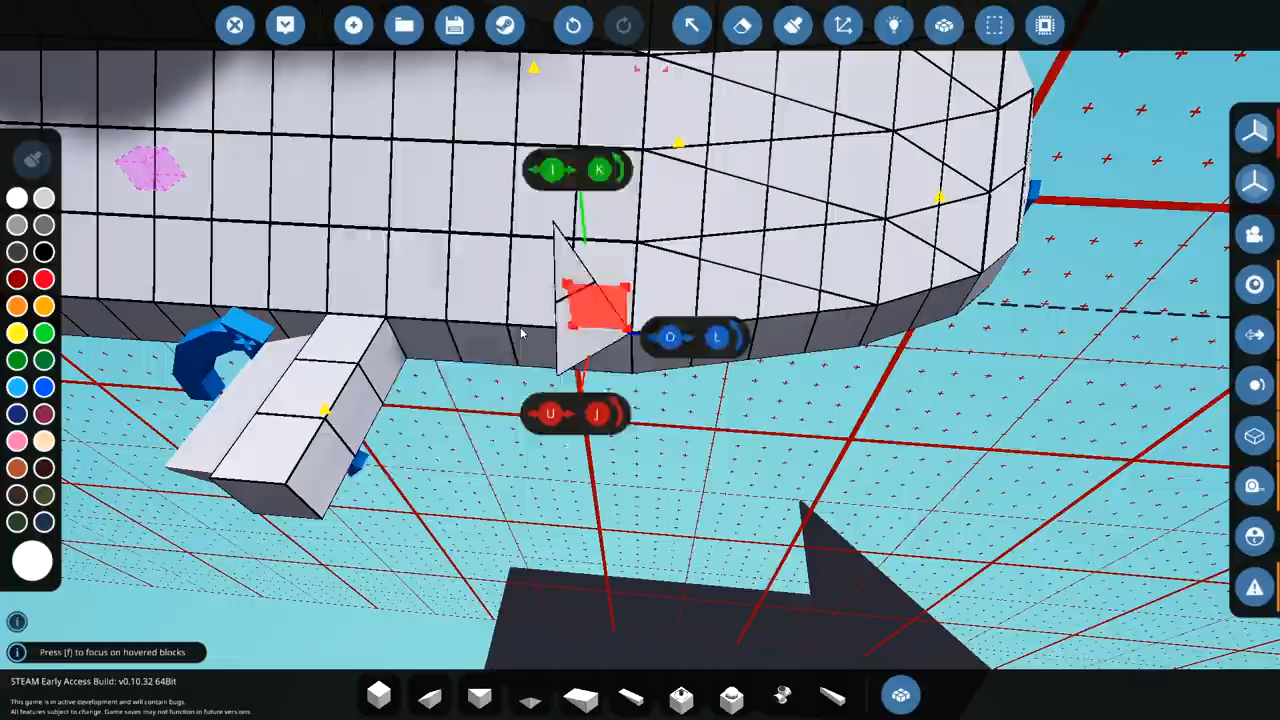 I K
O L
U J
Press [f] to focus on hovered blocks
STEAM Early Access Build: v0.10.32 64Bit
This game is in active development and will contain bugs.
All features subject to change. Game saves may not function in future versions.